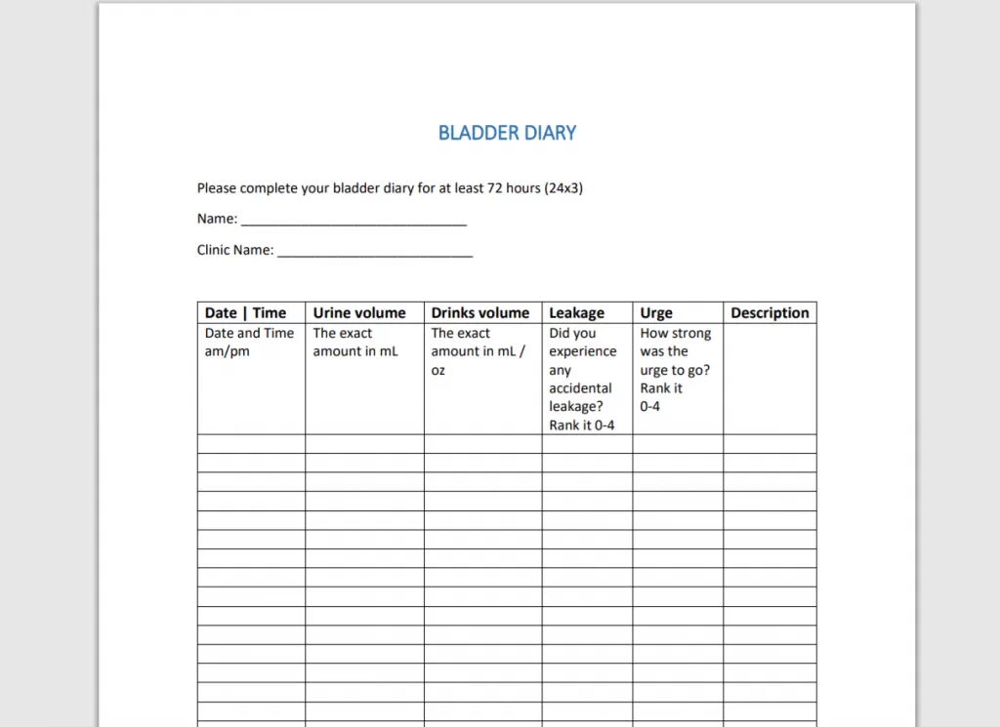 BLADDER DIARY
Please complete your bladder diary for at least 72 hours (24x3)
Name: ______________________________
Clinic Name: __________________________
Date | Time
Urine volume
Drinks volume
Leakage
Urge
Description
Date and Time
am/pm
The exact
amount in mL
The exact
amount in mL /
oz
Did you
experience
any
accidental
leakage?
Rank it 0-4
How strong
was the
urge to go?
Rank it
0-4